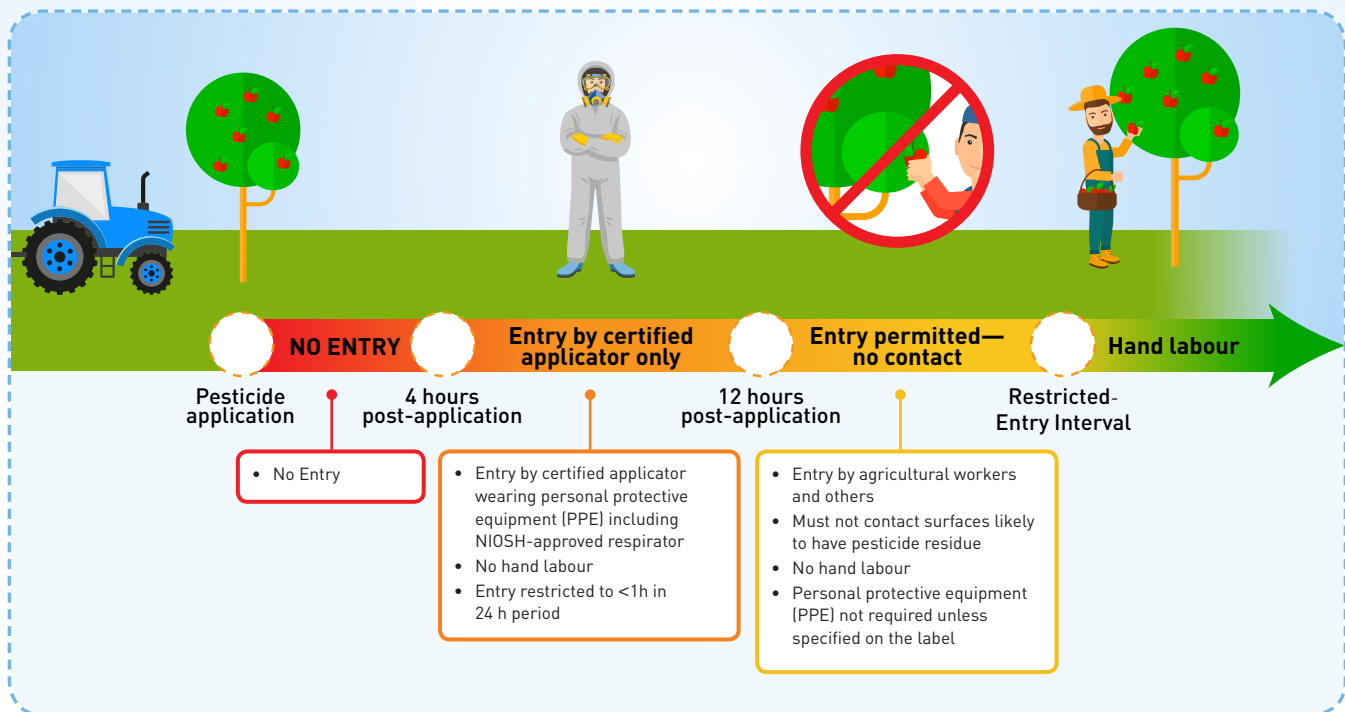 NO ENTRY
Entry by certified
applicator only
Entry permitted—
no contact
Hand labour
Pesticide
application
4 hours
post-application
12 hours
post-application
Restricted-
Entry Interval
• No Entry
• Entry by certified applicator
wearing personal protective
equipment (PPE) including
NIOSH-approved respirator
• No hand labour
• Entry restricted to <1h in
24 h period
• Entry by agricultural workers
and others
• Must not contact surfaces likely
to have pesticide residue
• No hand labour
• Personal protective equipment
(PPE) not required unless
specified on the label